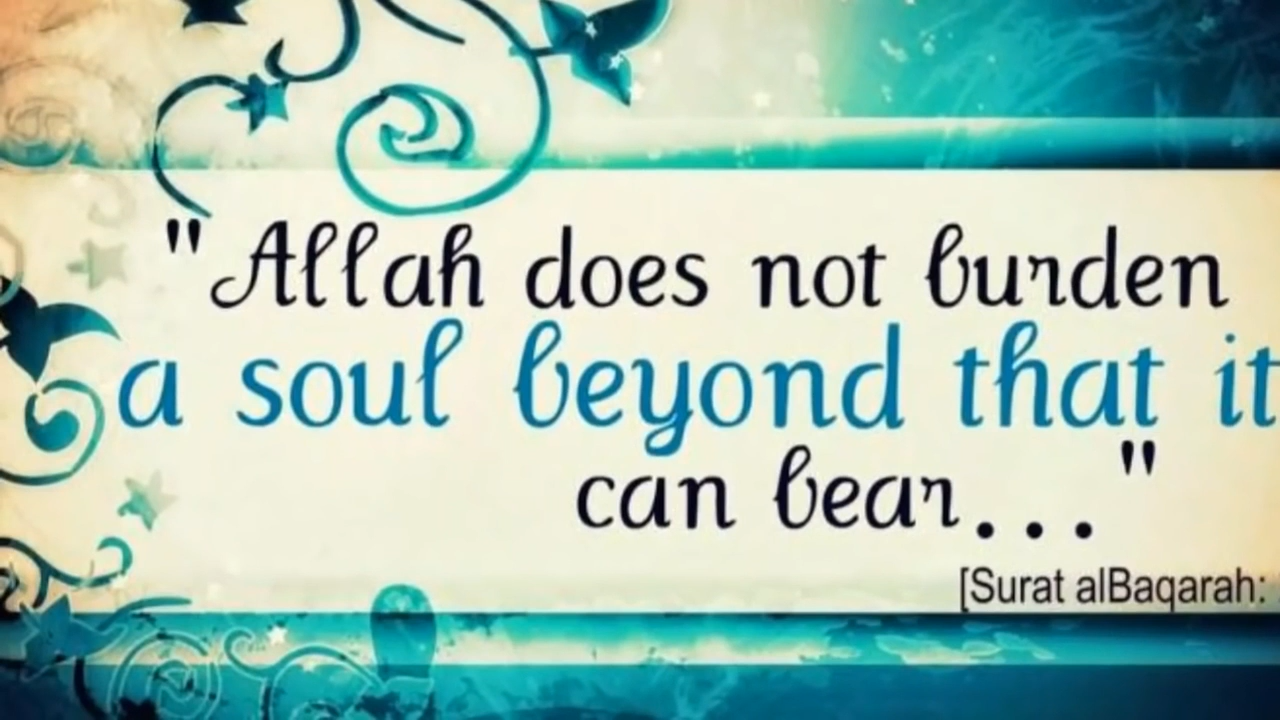 "Allah does not burden
a soul beyond that it
can bear..."
[Surat alBaqarah: